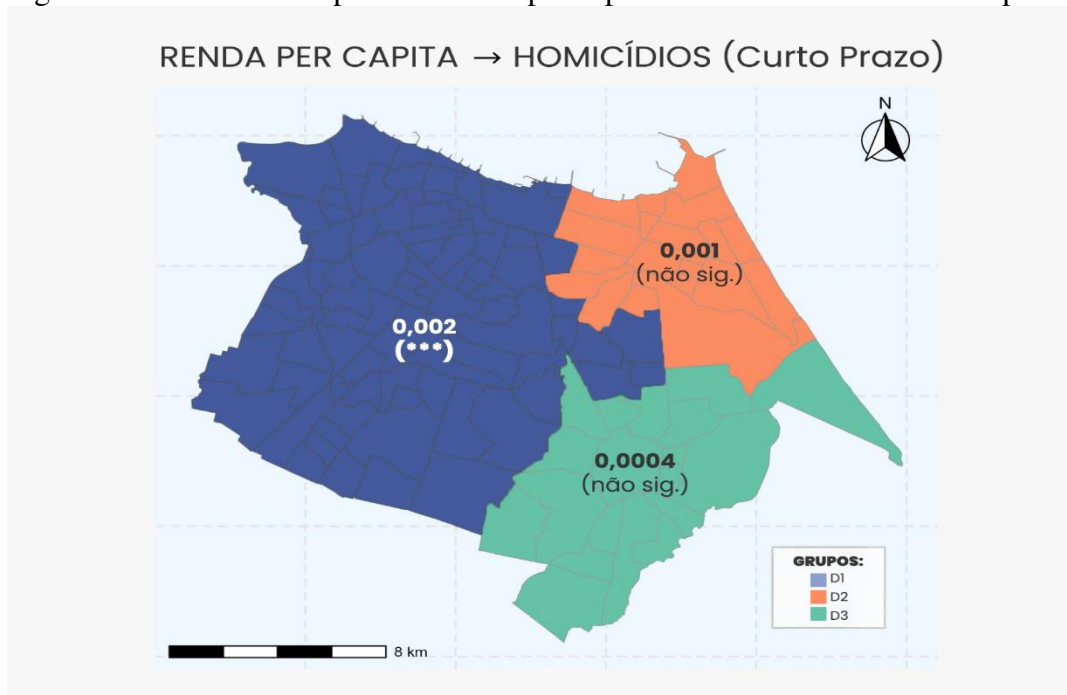 RENDA PER CAPITA → HOMICÍDIOS (Curto Prazo)
N
0,001
(não sig.)
0,002
(***)
0,0004
(não sig.)
GRUPOS:
D1
D2
D3
8 km